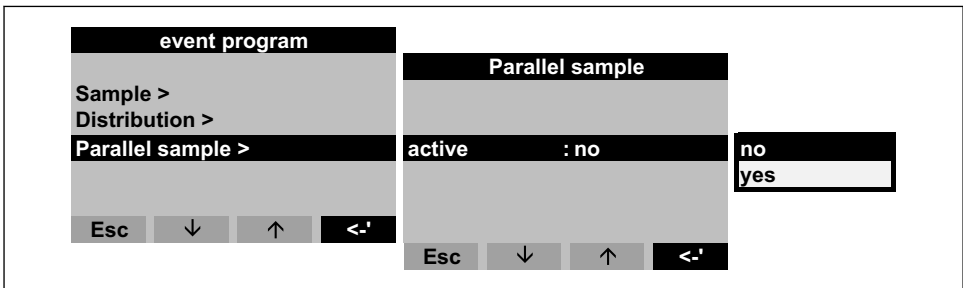 event program
Sample >
Distribution >
Parallel sample >
Esc ↓ ↑ <-'
Parallel sample
active : no
Esc ↓ ↑ <-'
no
yes